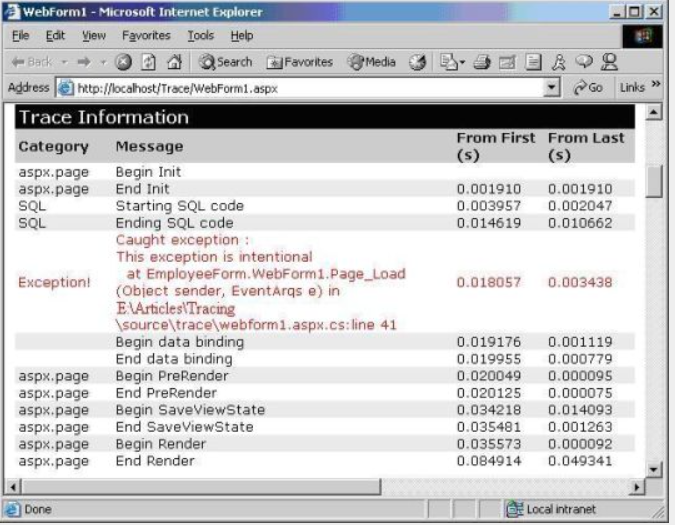 WebForm1 - Microsoft Internet Explorer
File Edit View Favorites Tools Help
Back Search Favorites Media
Address http://localhost/Trace/WebForm1.aspx Go Links »
Trace Information
Category Message From First (s) From Last (s)
aspx.page Begin Init
aspx.page End Init 0.001910 0.001910
SQL Starting SQL code 0.003957 0.002047
SQL Ending SQL code 0.014619 0.010662
Caught exception :
This exception is intentional
at EmployeeForm.WebForm1.Page_Load
Exception! (Object sender, EventArgs e) in 0.018057 0.003438
E:\Articles\Tracing
\source\trace\webform1.aspx.cs:line 41
Begin data binding 0.019176 0.001119
End data binding 0.019955 0.000779
aspx.page Begin PreRender 0.020049 0.000095
aspx.page End PreRender 0.020125 0.000075
aspx.page Begin SaveViewState 0.034218 0.014093
aspx.page End SaveViewState 0.035481 0.001263
aspx.page Begin Render 0.035573 0.000092
aspx.page End Render 0.084914 0.049341
Done Local intranet